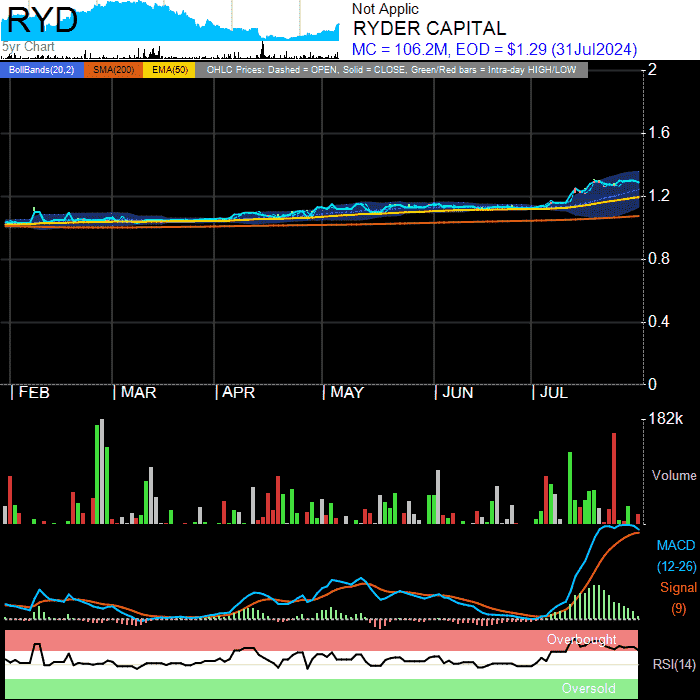 RYD
5yr Chart
Not Applic
RYDER CAPITAL
MC = 106.2M, EOD = $1.29 (31Jul2024)
BollBands(20,2) SMA(200) EMA(50) OHLC Prices: Dashed = OPEN, Solid = CLOSE, Green/Red bars = Intra-day HIGH/LOW
2
1.6
1.2
0.8
0.4
0
FEB MAR APR MAY JUN JUL
182k
Volume
MACD
(12-26)
Signal
(9)
Overbought
RSI(14)
Oversold